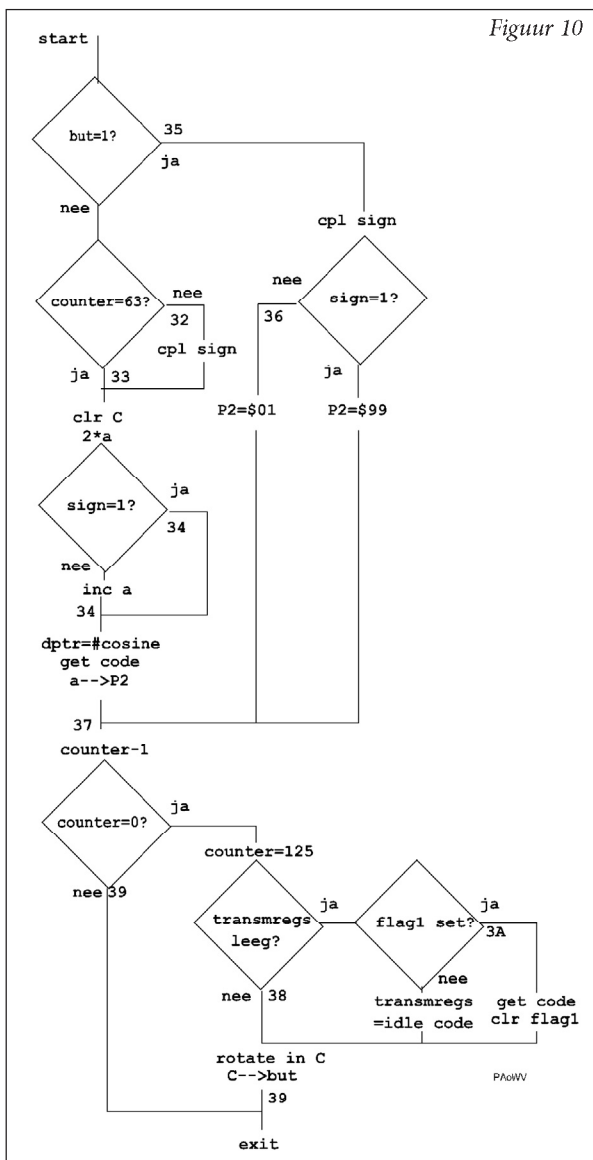 Figuur 10
start
but=1?
35
ja
nee
cpl sign
counter=63?
nee
32
cpl sign
sign=1?
nee
36
ja
ja 33
clr C
2*a
P2=$01
P2=$99
sign=1?
ja
34
nee
inc a
34
dptr=#cosine
get code
a-->P2
37
counter-1
counter=0?
ja
nee 39
counter=125
transmregs
leeg?
ja
flag1 set?
ja
3A
nee
nee 38
transmregs
=idle code
get code
clr flag1
rotate in C
C-->but
39
exit
PAoWV